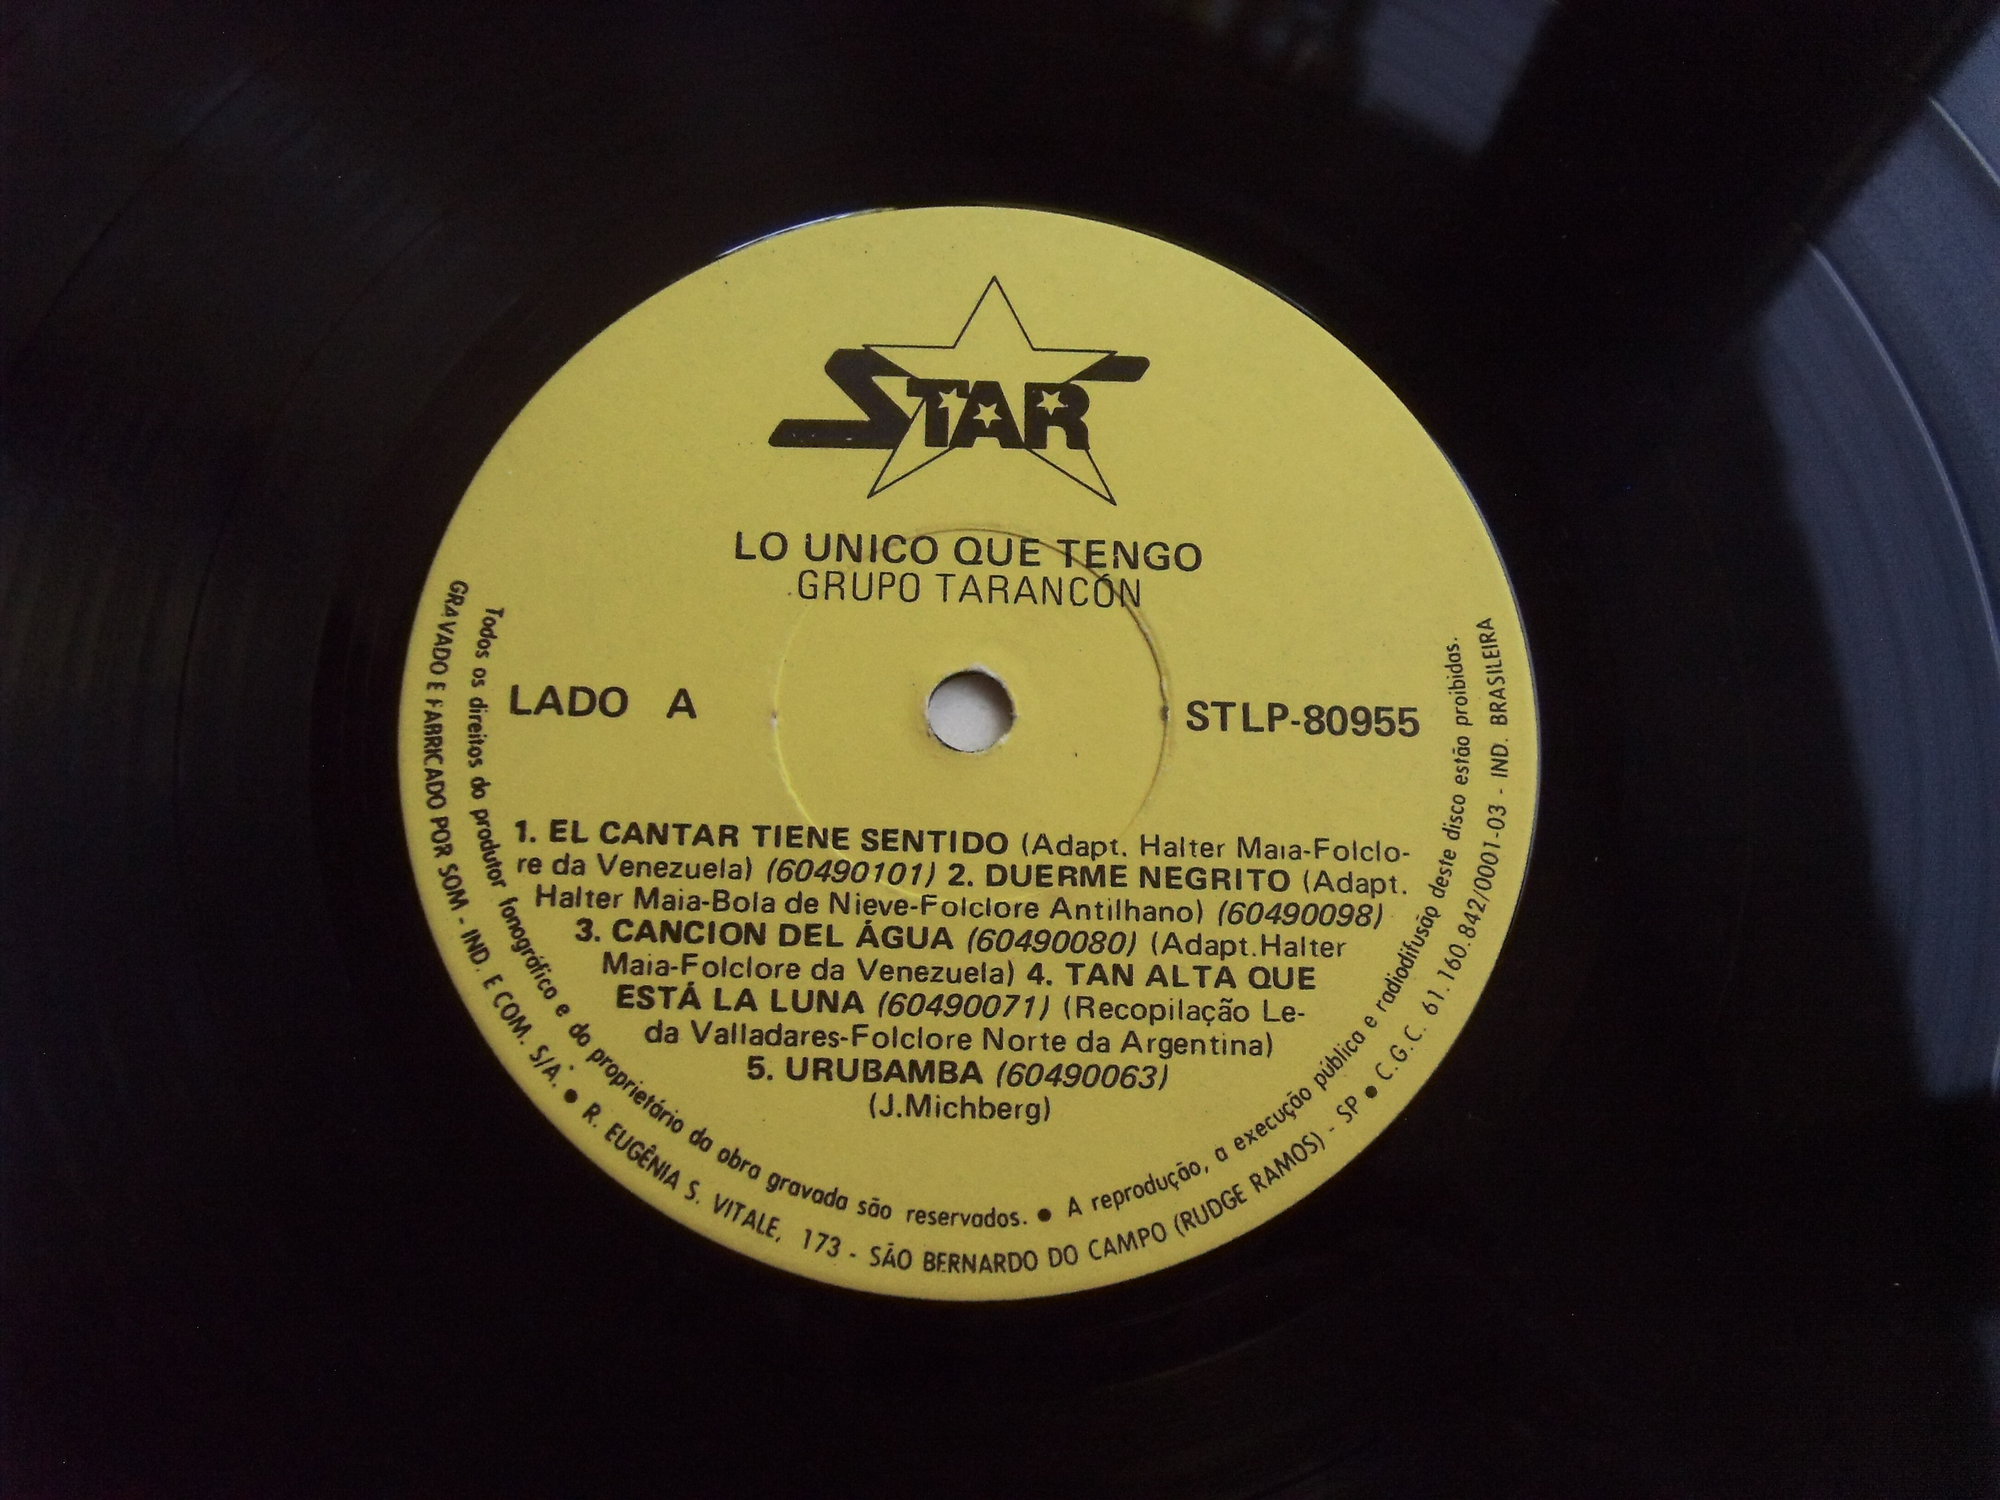 STAR
LO UNICO QUE TENGO
GRUPO TARANCÓN
LADO A
STLP-80955
1. EL CANTAR TIENE SENTIDO (Adapt. Halter Maia-Folclo-
re da Venezuela) (60490101) 2. DUERME NEGRITO (Adapt.
Halter Maia-Bola de Nieve-Folclore Antilhano) (60490098)
3. CANCION DEL ÁGUA (60490080) (Adapt.Halter
Maia-Folclore da Venezuela) 4. TAN ALTA QUE
ESTÁ LA LUNA (60490071) (Recopilação Le-
da Valladares-Folclore Norte da Argentina)
5. URUBAMBA (60490063)
(J.Michberg)
Todos os direitos do produtor fonográfico e do proprietário da obra gravada são reservados. ● A reprodução, a execução pública e radiodifusão deste disco estão proibidas.
GRAVADO E FABRICADO POR SOM - IND. E COM. S/A. ● R. EUGÊNIA S. VITALE, 173 - SÃO BERNARDO DO CAMPO (RUDGE RAMOS) - SP ● C.G.C. 61.160.842/0001-03 - IND. BRASILEIRA